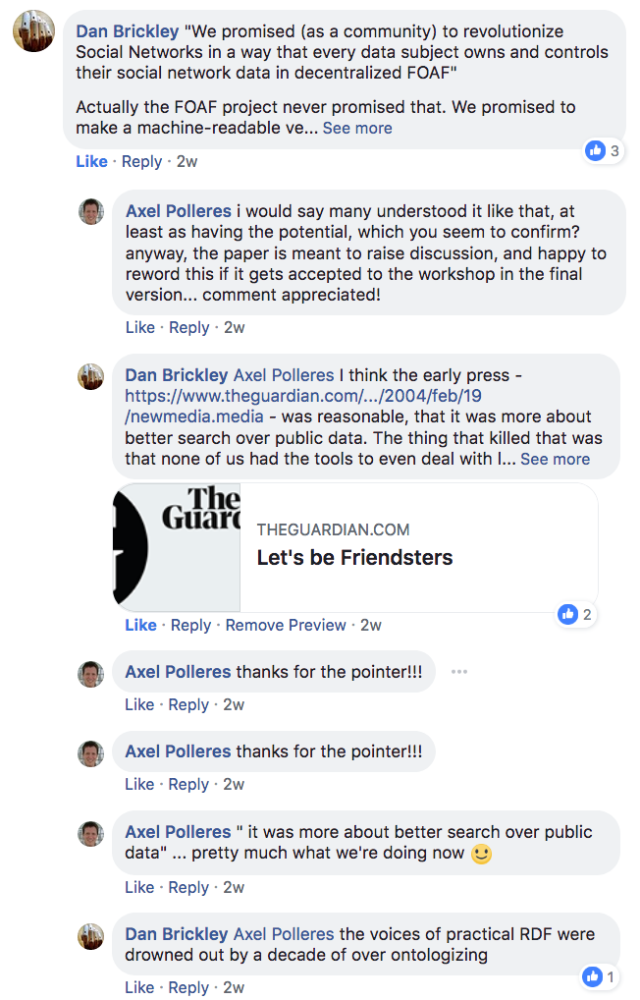 Dan Brickley "We promised (as a community) to revolutionize
Social Networks in a way that every data subject owns and controls
their social network data in decentralized FOAF"
Actually the FOAF project never promised that. We promised to
make a machine-readable ve... See more
3
Like · Reply · 2w
Axel Polleres i would say many understood it like that, at
least as having the potential, which you seem to confirm?
anyway, the paper is meant to raise discussion, and happy to
reword this if it gets accepted to the workshop in the final
version... comment appreciated!
Like · Reply · 2w
Dan Brickley Axel Polleres I think the early press -
https://www.theguardian.com/.../2004/feb/19
/newmedia.media - was reasonable, that it was more about
better search over public data. The thing that killed that was
that none of us had the tools to even deal with l... See more
The
Guard
THEGUARDIAN.COM
Let's be Friendsters
2
Like · Reply · Remove Preview · 2w
Axel Polleres thanks for the pointer!!!
Like · Reply · 2w
Axel Polleres thanks for the pointer!!!
Like · Reply · 2w
Axel Polleres " it was more about better search over public
data" ... pretty much what we're doing now 🙂
Like · Reply · 2w
Dan Brickley Axel Polleres the voices of practical RDF were
drowned out by a decade of over ontologizing
1
Like · Reply · 2w